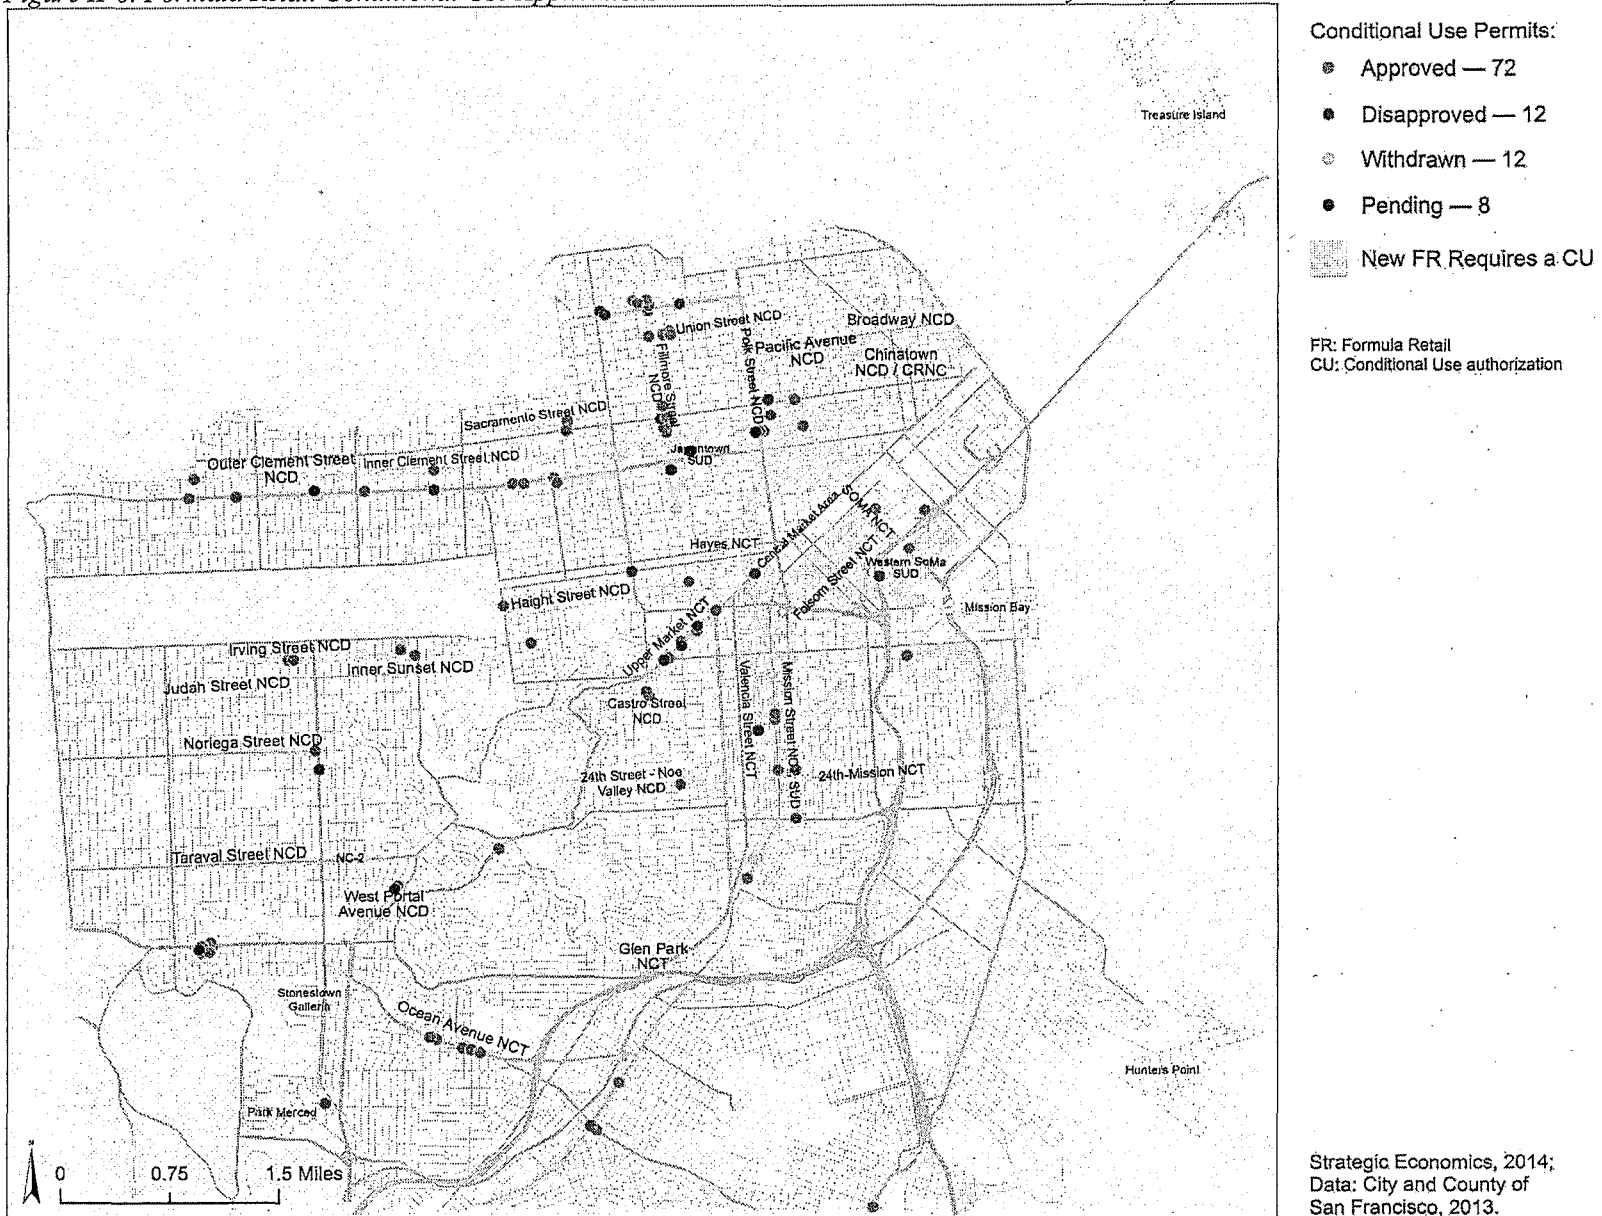 Conditional Use Permits:
Approved — 72
Disapproved — 12
Withdrawn — 12
Pending — 8
New FR Requires a CU
FR: Formula Retail
CU: Conditional Use authorization
Treasure Island
Union Street NCD
Broadway NCD
Polk Street NCD
Pacific Avenue
NCD
Chinatown
NCD / CRNC
Fillmore Street
NCD
Sacramento Street NCD
Outer Clement Street
NCD
Inner Clement Street NCD
Japantown
SUD
Central Market Area
SOMA NCT
Hayes NCT
Folsom Street NCT
Western SoMa
SUD
Haight Street NCD
Mission Bay
Upper Market NCT
Irving Street NCD
Inner Sunset NCD
Judah Street NCD
Castro Street
NCD
Valencia Street NCT
Mission Street NCD, SUD
Noriega Street NCD
24th Street - Noe
Valley NCD
24th-Mission NCT
Taraval Street NCD
NC-2
West Portal
Avenue NCD
Glen Park
NCT
Stonestown
Galleria
Ocean Avenue NCT
Hunters Point
Park Merced
N
0 0.75 1.5 Miles
Strategic Economics, 2014;
Data: City and County of
San Francisco, 2013.